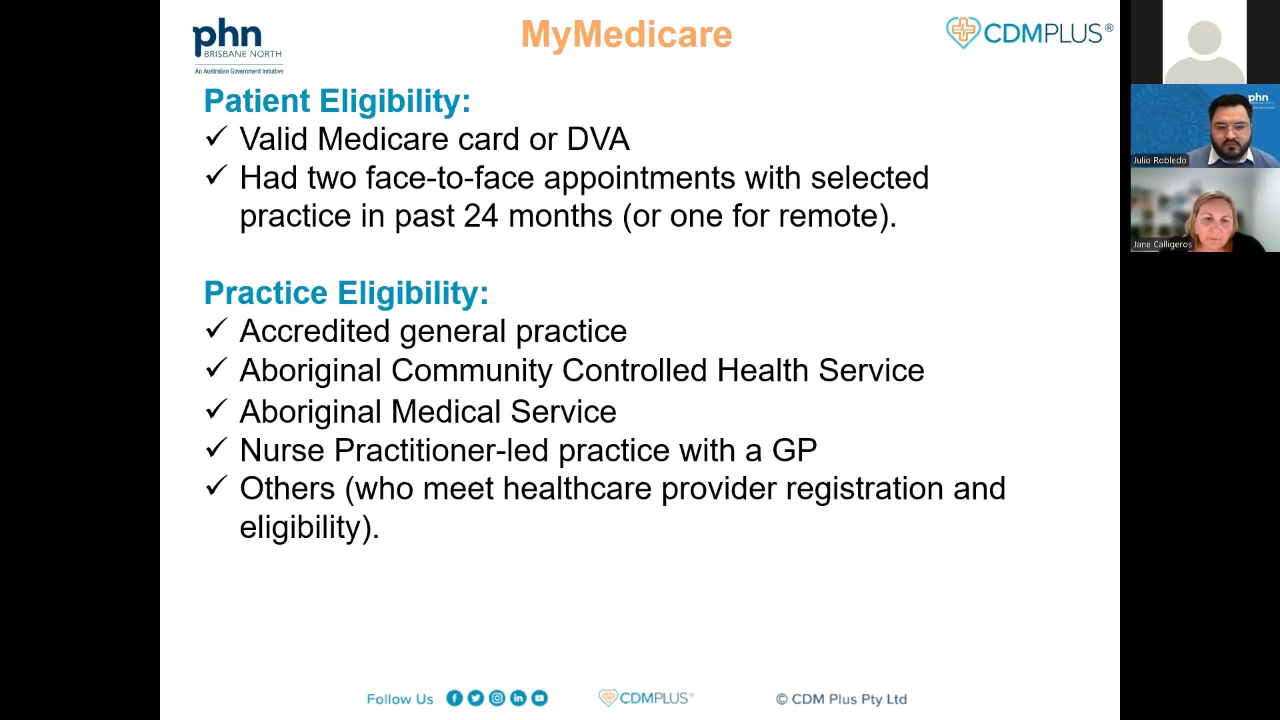 phn
BRISBANE NORTH
An Australian Government Initiative
MyMedicare
CDMPLUS®
Patient Eligibility:
✓ Valid Medicare card or DVA
✓ Had two face-to-face appointments with selected
practice in past 24 months (or one for remote).
Practice Eligibility:
✓ Accredited general practice
✓ Aboriginal Community Controlled Health Service
✓ Aboriginal Medical Service
✓ Nurse Practitioner-led practice with a GP
✓ Others (who meet healthcare provider registration and
eligibility).
Follow Us
CDMPLUS®
© CDM Plus Pty Ltd
phn
Julio Robledo
Jane Calligeros